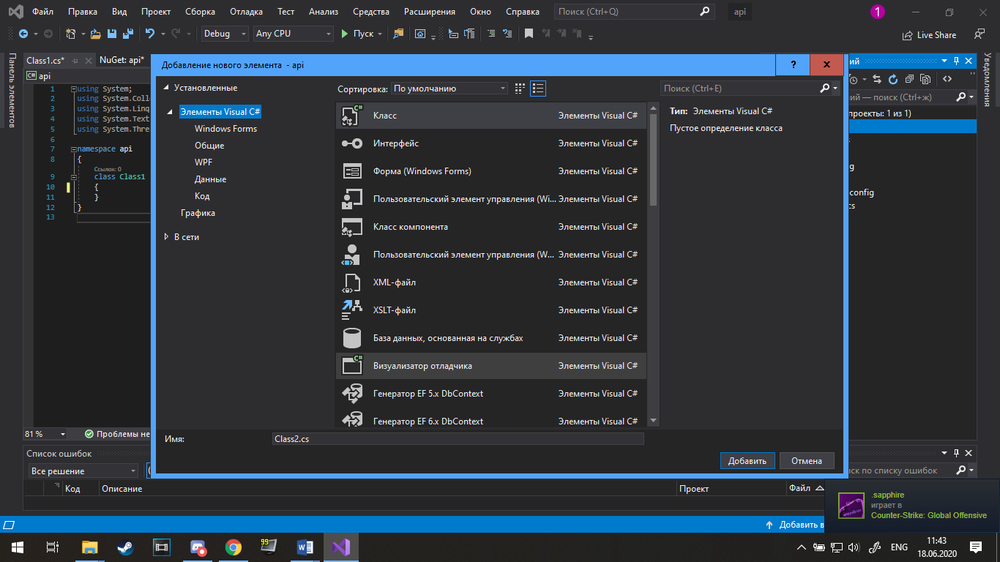 Файл Правка Вид Проект Сборка Отладка Тест Анализ Средства Расширения Окно Справка Поиск (Ctrl+Q) api 1
Debug Any CPU Пуск Live Share
Панель элементов
Class1.cs* NuGet: api*
C# api
1 using System;
2 using System.Colle
3 using System.Linq
4 using System.Text
5 using System.Thre
6
7 namespace api
8 {
Ссылок: 0
9 class Class1
10 {
11 }
12 }
13
81 % Проблемы не
Добавление нового элемента - api
? x
Установленные
Элементы Visual C#
Windows Forms
Общие
WPF
Данные
Код
Графика
В сети
Сортировка: По умолчанию
Класс Элементы Visual C#
Интерфейс Элементы Visual C#
Форма (Windows Forms) Элементы Visual C#
Пользовательский элемент управления (Wi... Элементы Visual C#
Класс компонента Элементы Visual C#
Пользовательский элемент управления (W... Элементы Visual C#
XML-файл Элементы Visual C#
XSLT-файл Элементы Visual C#
База данных, основанная на службах Элементы Visual C#
Визуализатор отладчика Элементы Visual C#
Генератор EF 5.x DbContext Элементы Visual C#
Генератор EF 6.x DbContext Элементы Visual C#
Поиск (Ctrl+E)
Тип: Элементы Visual C#
Пустое определение класса
Имя: Class2.cs
Добавить Отмена
ий
ий — поиск (Ctrl+ж)
проекты: 1 из 1)
g
config
cs
Уведомления
Список ошибок
Все решение
ск по списку ошибок
Код Описание Проект Файл
Добавить в
.sapphire
играет в
Counter-Strike: Global Offensive
99
ENG
11:43
18.06.2020